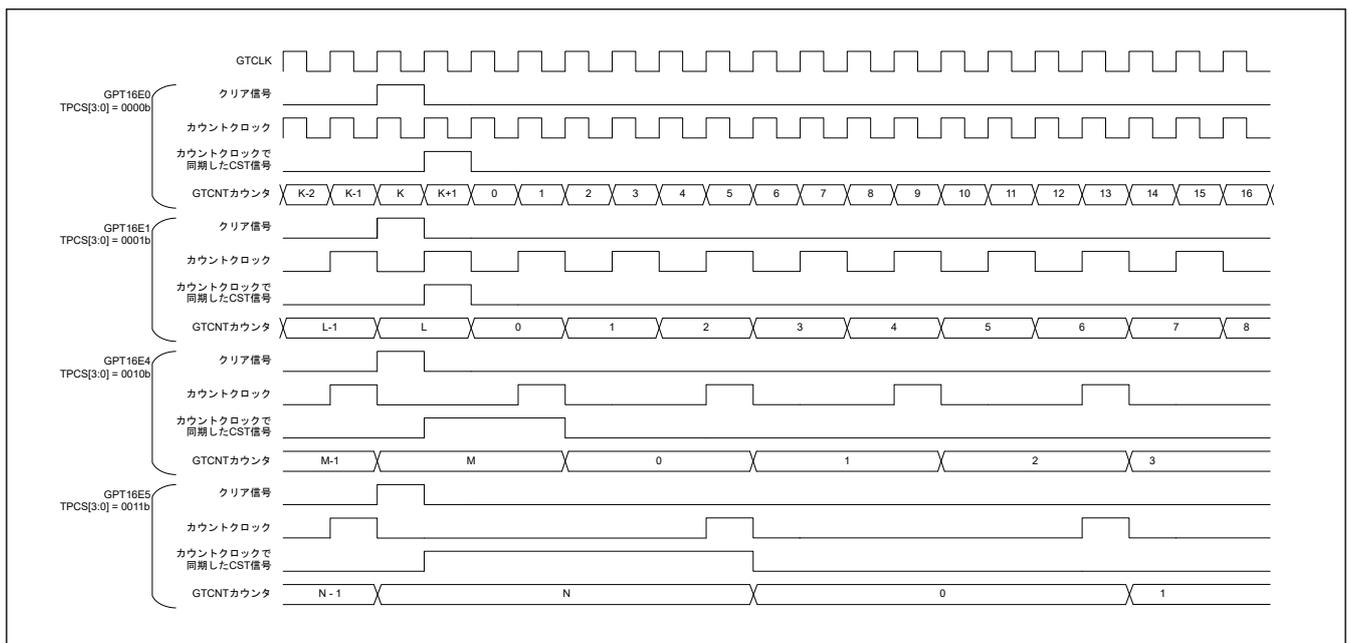 GTCLK
GPT16E0
TPCS[3:0] = 0000b
クリア信号
カウントクロック
カウントクロックで
同期したCST信号
GTCNTカウンタ K-2 K-1 K K+1 0 1 2 3 4 5 6 7 8 9 10 11 12 13 14 15 16
GPT16E1
TPCS[3:0] = 0001b
クリア信号
カウントクロック
カウントクロックで
同期したCST信号
GTCNTカウンタ L-1 L 0 1 2 3 4 5 6 7 8
GPT16E4
TPCS[3:0] = 0010b
クリア信号
カウントクロック
カウントクロックで
同期したCST信号
GTCNTカウンタ M-1 M 0 1 2 3
GPT16E5
TPCS[3:0] = 0011b
クリア信号
カウントクロック
カウントクロックで
同期したCST信号
GTCNTカウンタ N - 1 N 0 1